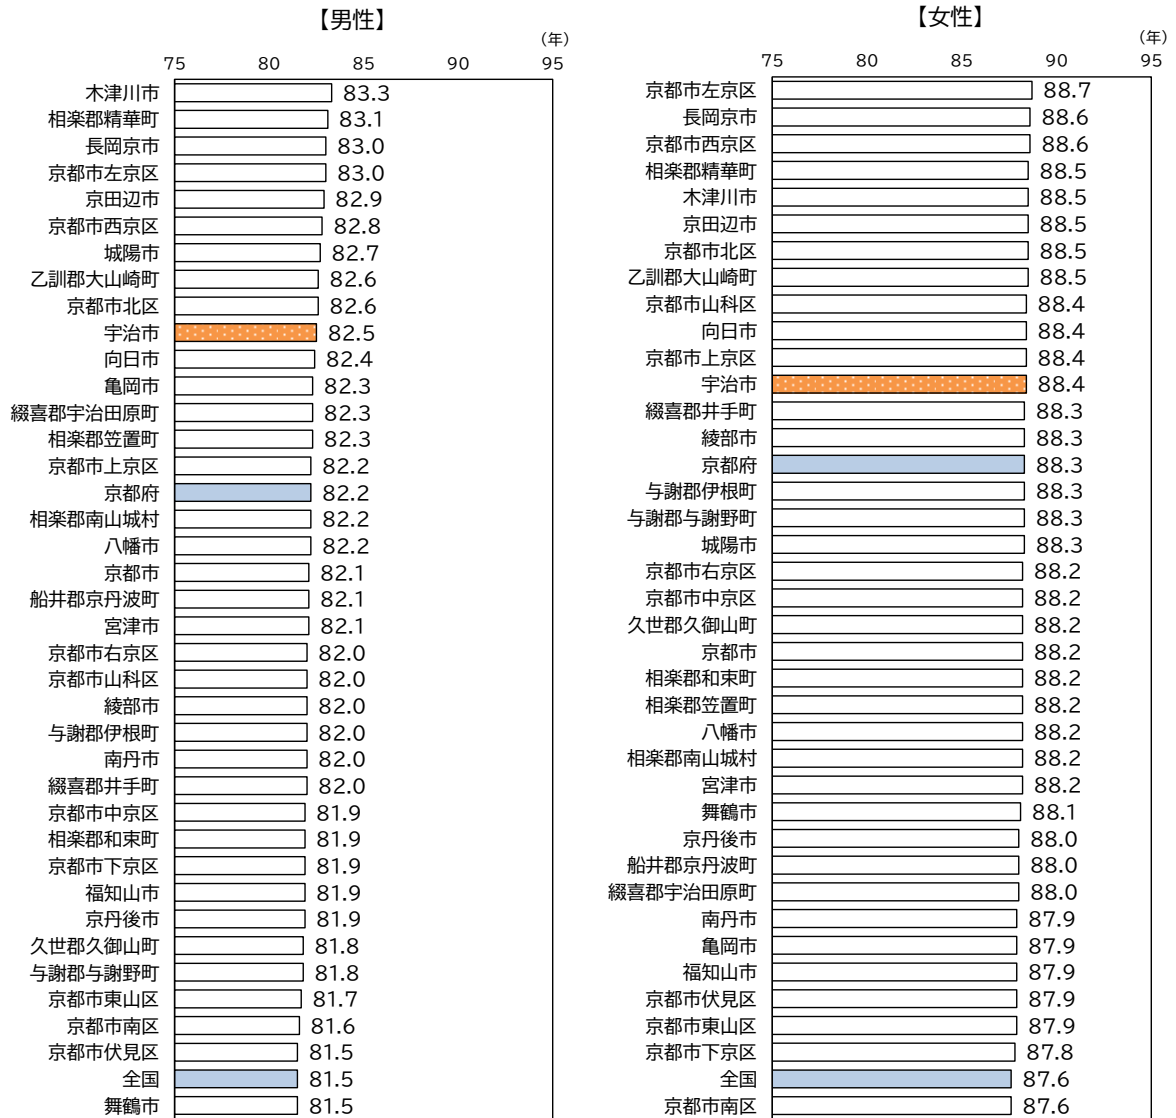 【男性】
（年）
75 80 85 90 95
木津川市 83.3
相楽郡精華町 83.1
長岡京市 83.0
京都市左京区 83.0
京田辺市 82.9
京都市西京区 82.8
城陽市 82.7
乙訓郡大山崎町 82.6
京都市北区 82.6
宇治市 82.5
向日市 82.4
亀岡市 82.3
綴喜郡宇治田原町 82.3
相楽郡笠置町 82.3
京都市上京区 82.2
京都府 82.2
相楽郡南山城村 82.2
八幡市 82.2
京都市 82.1
船井郡京丹波町 82.1
宮津市 82.1
京都市右京区 82.0
京都市山科区 82.0
綾部市 82.0
与謝郡伊根町 82.0
南丹市 82.0
綴喜郡井手町 82.0
京都市中京区 81.9
相楽郡和束町 81.9
京都市下京区 81.9
福知山市 81.9
京丹後市 81.9
久世郡久御山町 81.8
与謝郡与謝野町 81.8
京都市東山区 81.7
京都市南区 81.6
京都市伏見区 81.5
全国 81.5
舞鶴市 81.5
【女性】
（年）
75 80 85 90 95
京都市左京区 88.7
長岡京市 88.6
京都市西京区 88.6
相楽郡精華町 88.5
木津川市 88.5
京田辺市 88.5
京都市北区 88.5
乙訓郡大山崎町 88.5
京都市山科区 88.4
向日市 88.4
京都市上京区 88.4
宇治市 88.4
綴喜郡井手町 88.3
綾部市 88.3
京都府 88.3
与謝郡伊根町 88.3
与謝郡与謝野町 88.3
城陽市 88.3
京都市右京区 88.2
京都市中京区 88.2
久世郡久御山町 88.2
京都市 88.2
相楽郡和束町 88.2
相楽郡笠置町 88.2
八幡市 88.2
相楽郡南山城村 88.2
宮津市 88.2
舞鶴市 88.1
京丹後市 88.0
船井郡京丹波町 88.0
綴喜郡宇治田原町 88.0
南丹市 87.9
亀岡市 87.9
福知山市 87.9
京都市伏見区 87.9
京都市東山区 87.9
京都市下京区 87.8
全国 87.6
京都市南区 87.6